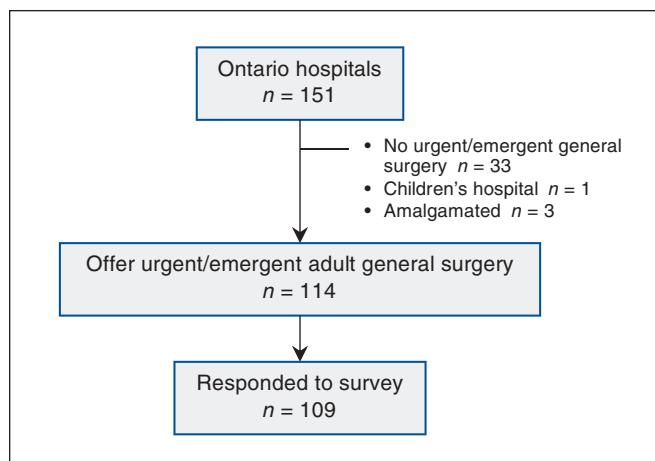 Ontario hospitals
n = 151
• No urgent/emergent general
surgery n = 33
• Children's hospital n = 1
• Amalgamated n = 3
Offer urgent/emergent adult general surgery
n = 114
Responded to survey
n = 109